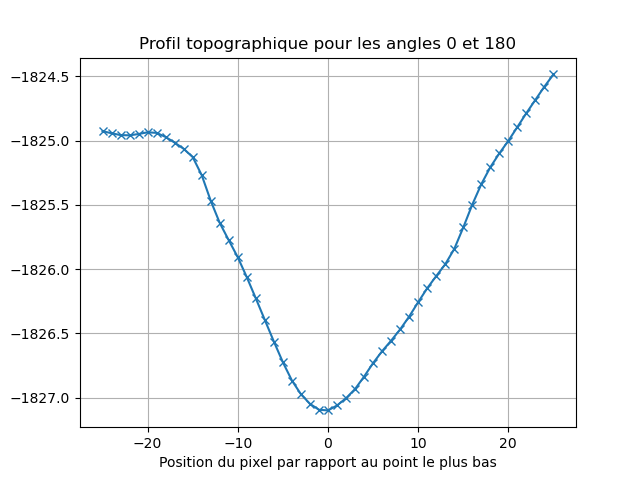 Profil topographique pour les angles 0 et 180
−1824.5
−1825.0
−1825.5
−1826.0
−1826.5
−1827.0
−20 −10 0 10 20
Position du pixel par rapport au point le plus bas